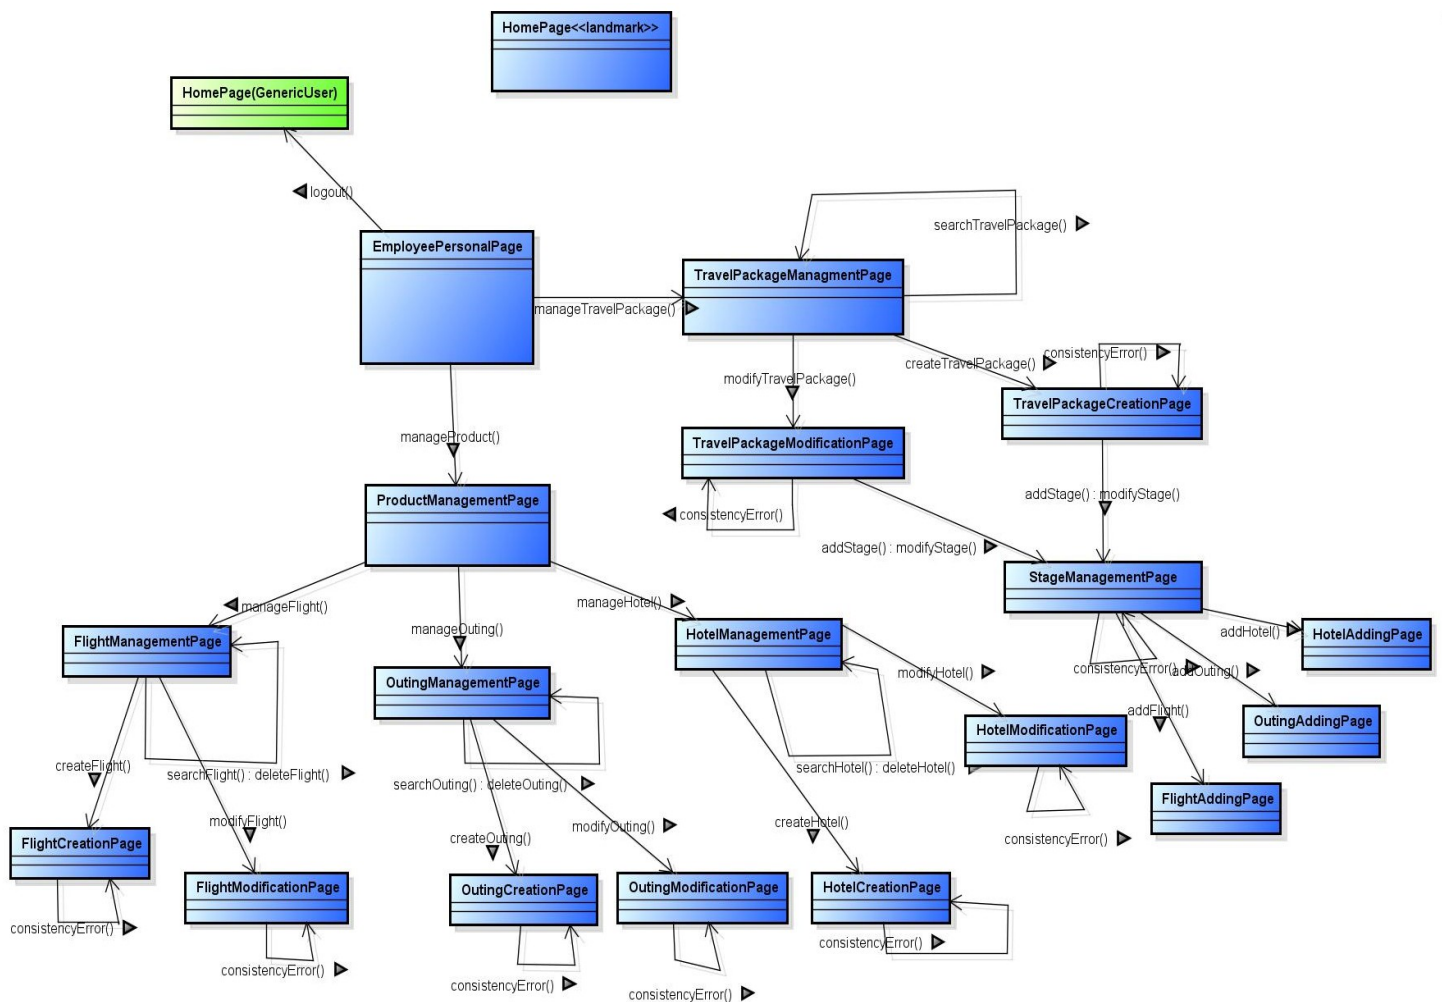 HomePage<<landmark>>
HomePage(GenericUser)
logout()
searchTravelPackage()
EmployeePersonalPage
TravelPackageManagmentPage
manageTravelPackage()
consistencyError()
createTravelPackage()
modifyTravelPackage()
TravelPackageCreationPage
manageProduct()
TravelPackageModificationPage
ProductManagementPage
addStage() : modifyStage()
consistencyError()
addStage() : modifyStage()
StageManagementPage
manageFlight()
manageHotel()
manageOuting()
addHotel()
FlightManagementPage
HotelManagementPage
HotelAddingPage
consistencyError()
addOuting()
modifyHotel()
OutingManagementPage
addFlight()
OutingAddingPage
HotelModificationPage
createFlight()
searchFlight() : deleteFlight()
searchOuting() : deleteOuting()
searchHotel() : deleteHotel()
FlightAddingPage
modifyFlight()
createOuting()
modifyOuting()
createHotel()
consistencyError()
FlightCreationPage
FlightModificationPage
OutingCreationPage
OutingModificationPage
HotelCreationPage
consistencyError()
consistencyError()
consistencyError()
consistencyError()
consistencyError()